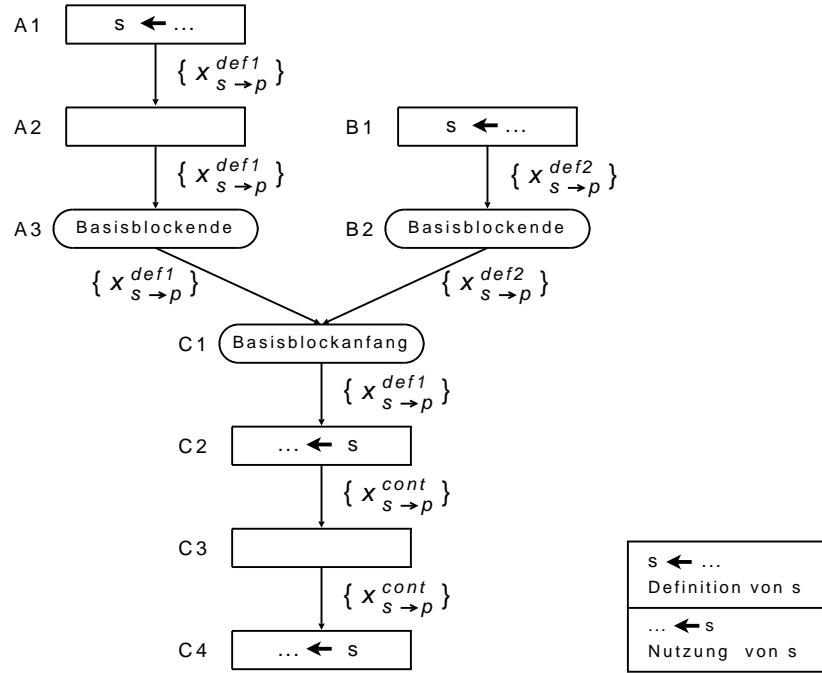 A1 s ← ...
{ x def1 s→p }
A2
B1 s ← ...
{ x def1 s→p }
{ x def2 s→p }
A3 Basisblockende
B2 Basisblockende
{ x def1 s→p }
{ x def2 s→p }
C1 Basisblockanfang
{ x def1 s→p }
C2 ... ← s
{ x cont s→p }
C3
{ x cont s→p }
C4 ... ← s
s ← ...
Definition von s
... ← s
Nutzung von s